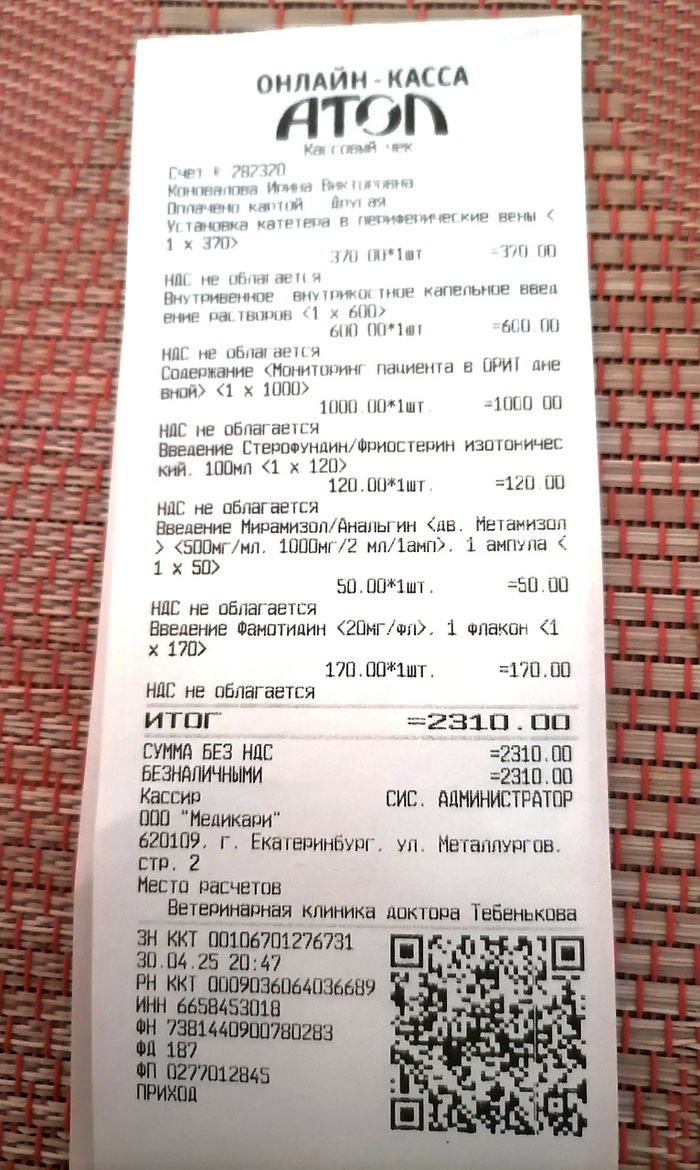 ОНЛАЙН-КАССА
АТОЛ
Кассовый чек
Счет № 282320
Коновалова Ирина Викторовна
Оплачено картой Другая
Установка катетера в периферические вены <
1 x 370>
370.00*1шт =370.00
НДС не облагается
Внутривенное внутрикостное капельное введ
ение растворов <1 x 600>
600.00*1шт =600.00
НДС не облагается
Содержание <Мониторинг пациента в ОРИТ дне
вной> <1 x 1000>
1000.00*1шт. =1000.00
НДС не облагается
Введение Стерофундин/Фриостерин изотоничес
кий. 100мл <1 x 120>
120.00*1шт. =120.00
НДС не облагается
Введение Мирамизол/Анальгин <дв. Метамизол
> <500мг/мл. 1000мг/2 мл/1амп>. 1 ампула <
1 x 50>
50.00*1шт. =50.00
НДС не облагается
Введение Фамотидин <20мг/фл>. 1 флакон <1
x 170>
170.00*1шт. =170.00
НДС не облагается
ИТОГ =2310.00
СУММА БЕЗ НДС =2310.00
БЕЗНАЛИЧНЫМИ =2310.00
Кассир СИС. АДМИНИСТРАТОР
ООО "Медикари"
620109, г. Екатеринбург, ул. Металлургов,
стр. 2
Место расчетов
Ветеринарная клиника доктора Тебенькова
ЗН ККТ 00106701276731
30.04.25 20:47
РН ККТ 0009036064036689
ИНН 6658453018
ФН 7381440900780283
ФД 187
ФП 0277012845
ПРИХОД